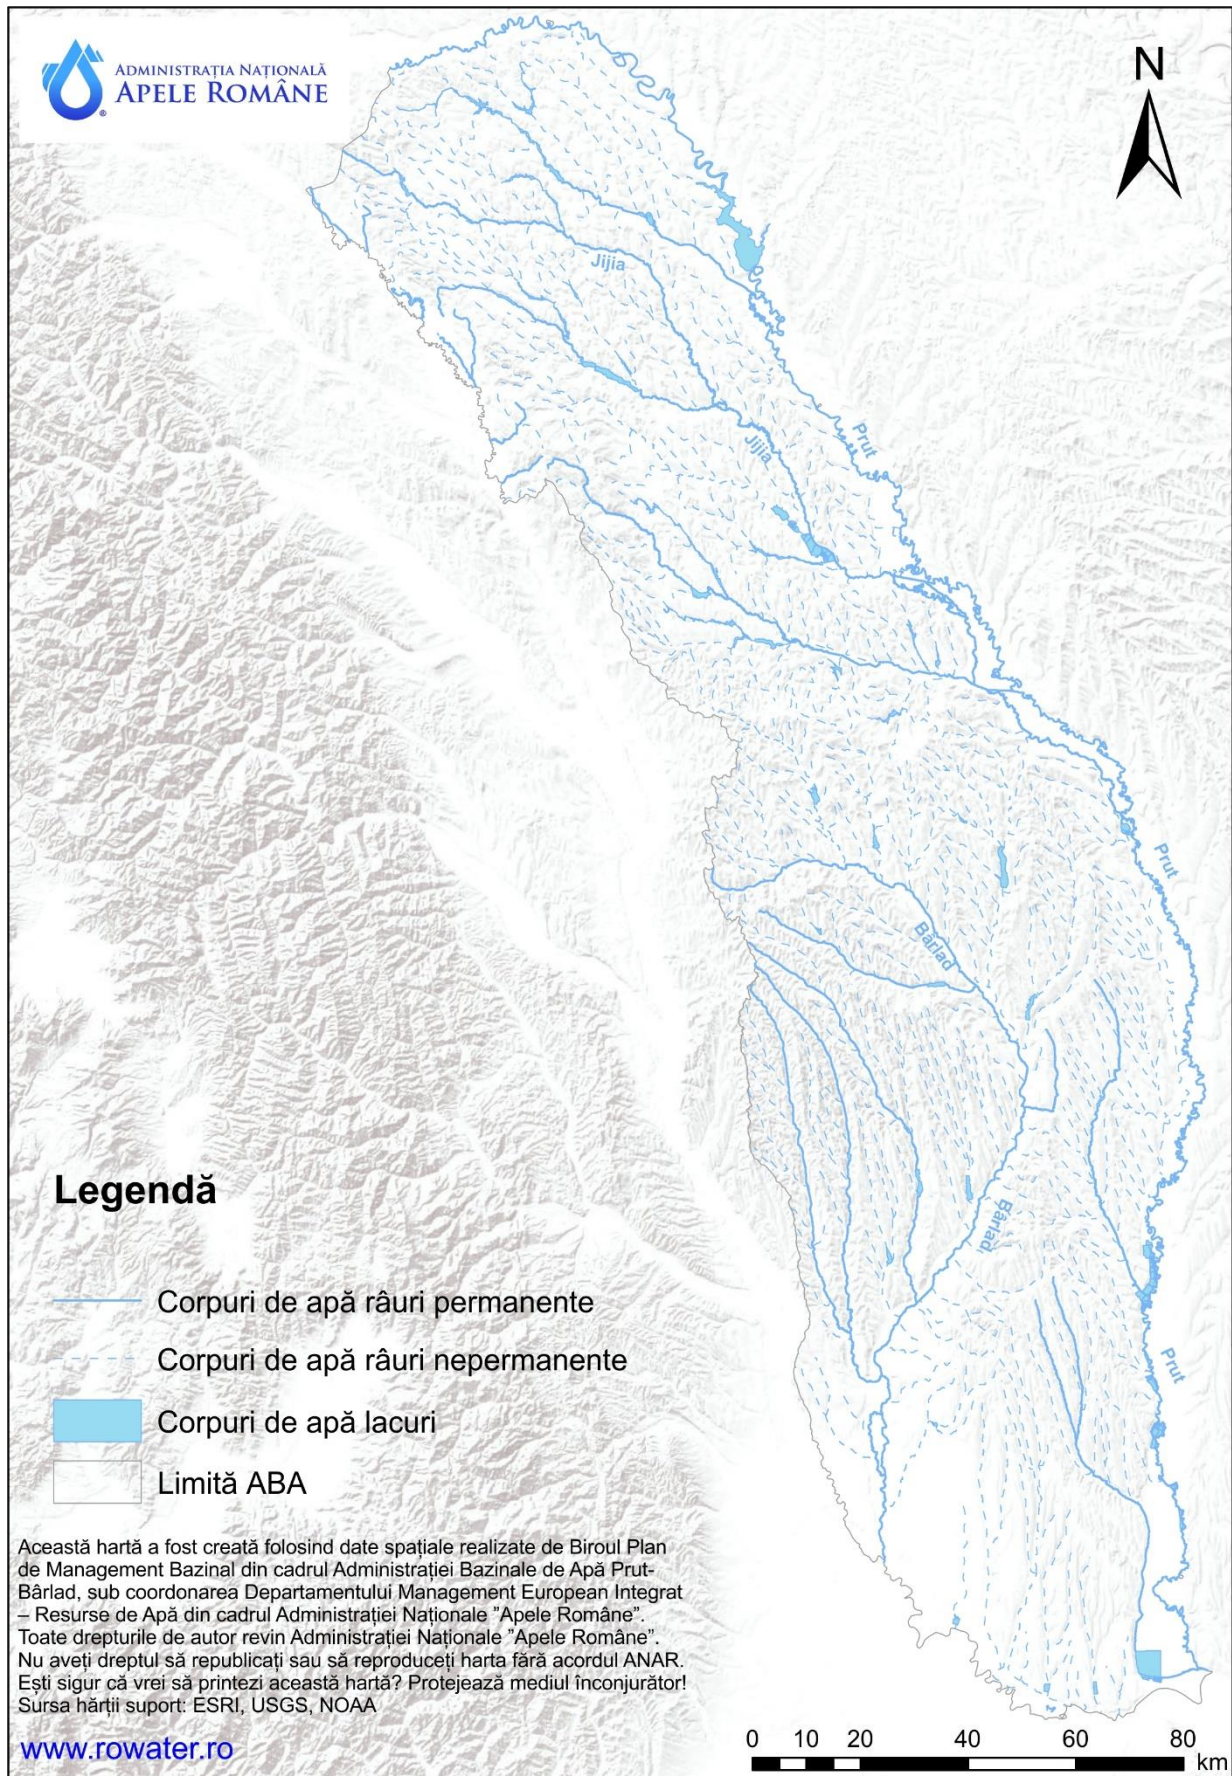 ADMINISTRAȚIA NAȚIONALĂ
APELE ROMÂNE
®
N
Jijia
Jijia
Prut
Prut
Bârlad
Bârlad
Prut
Legendă
Corpuri de apă râuri permanente
Corpuri de apă râuri nepermanente
Corpuri de apă lacuri
Limită ABA
Această hartă a fost creată folosind date spațiale realizate de Biroul Plan
de Management Bazinal din cadrul Administrației Bazinale de Apă Prut-
Bârlad, sub coordonarea Departamentului Management European Integrat
– Resurse de Apă din cadrul Administrației Naționale ”Apele Române”.
Toate drepturile de autor revin Administrației Naționale ”Apele Române”.
Nu aveți dreptul să republicați sau să reproduceți harta fără acordul ANAR.
Ești sigur că vrei să printezi această hartă? Protejează mediul înconjurător!
Sursa hărții suport: ESRI, USGS, NOAA
www.rowater.ro
0 10 20 40 60 80
km